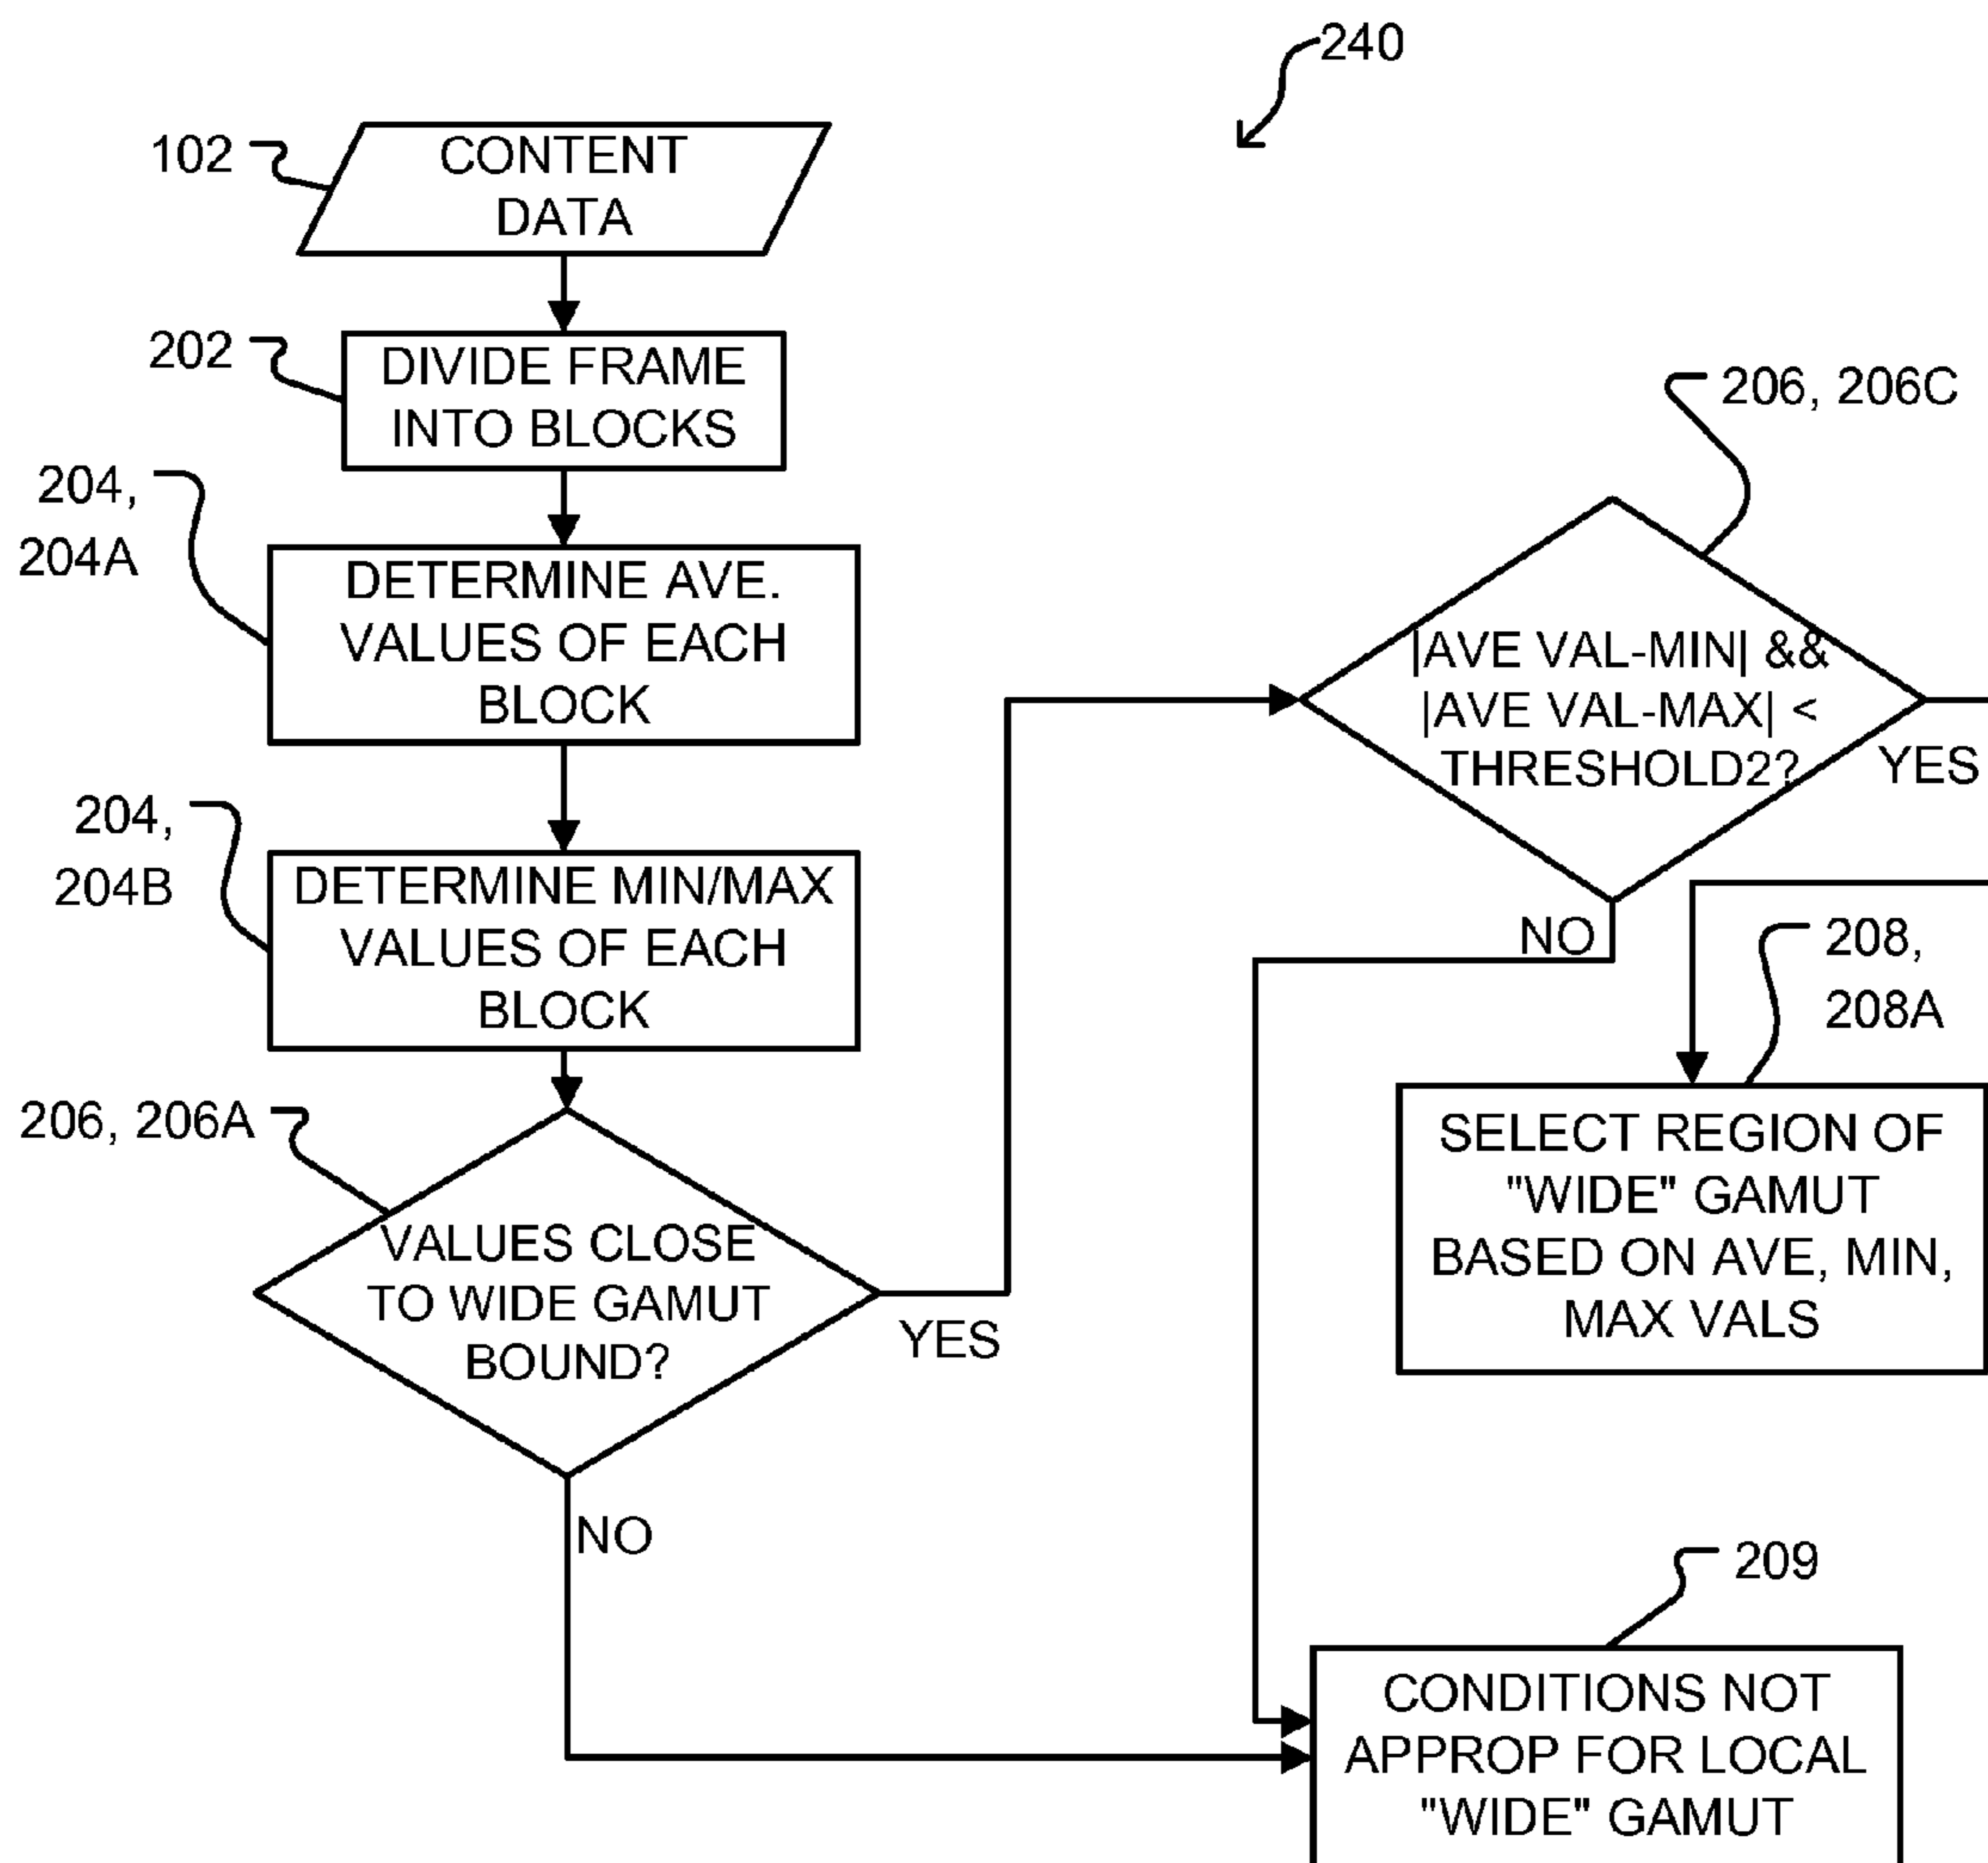 240
102
CONTENT
DATA
202
DIVIDE FRAME
INTO BLOCKS
204,
204A
DETERMINE AVE.
VALUES OF EACH
BLOCK
204,
204B
DETERMINE MIN/MAX
VALUES OF EACH
BLOCK
206, 206A
VALUES CLOSE
TO WIDE GAMUT
BOUND?
YES
NO
206, 206C
|AVE VAL-MIN| &&
|AVE VAL-MAX| <
THRESHOLD2?
YES
NO
208,
208A
SELECT REGION OF
"WIDE" GAMUT
BASED ON AVE, MIN,
MAX VALS
209
CONDITIONS NOT
APPROP FOR LOCAL
"WIDE" GAMUT